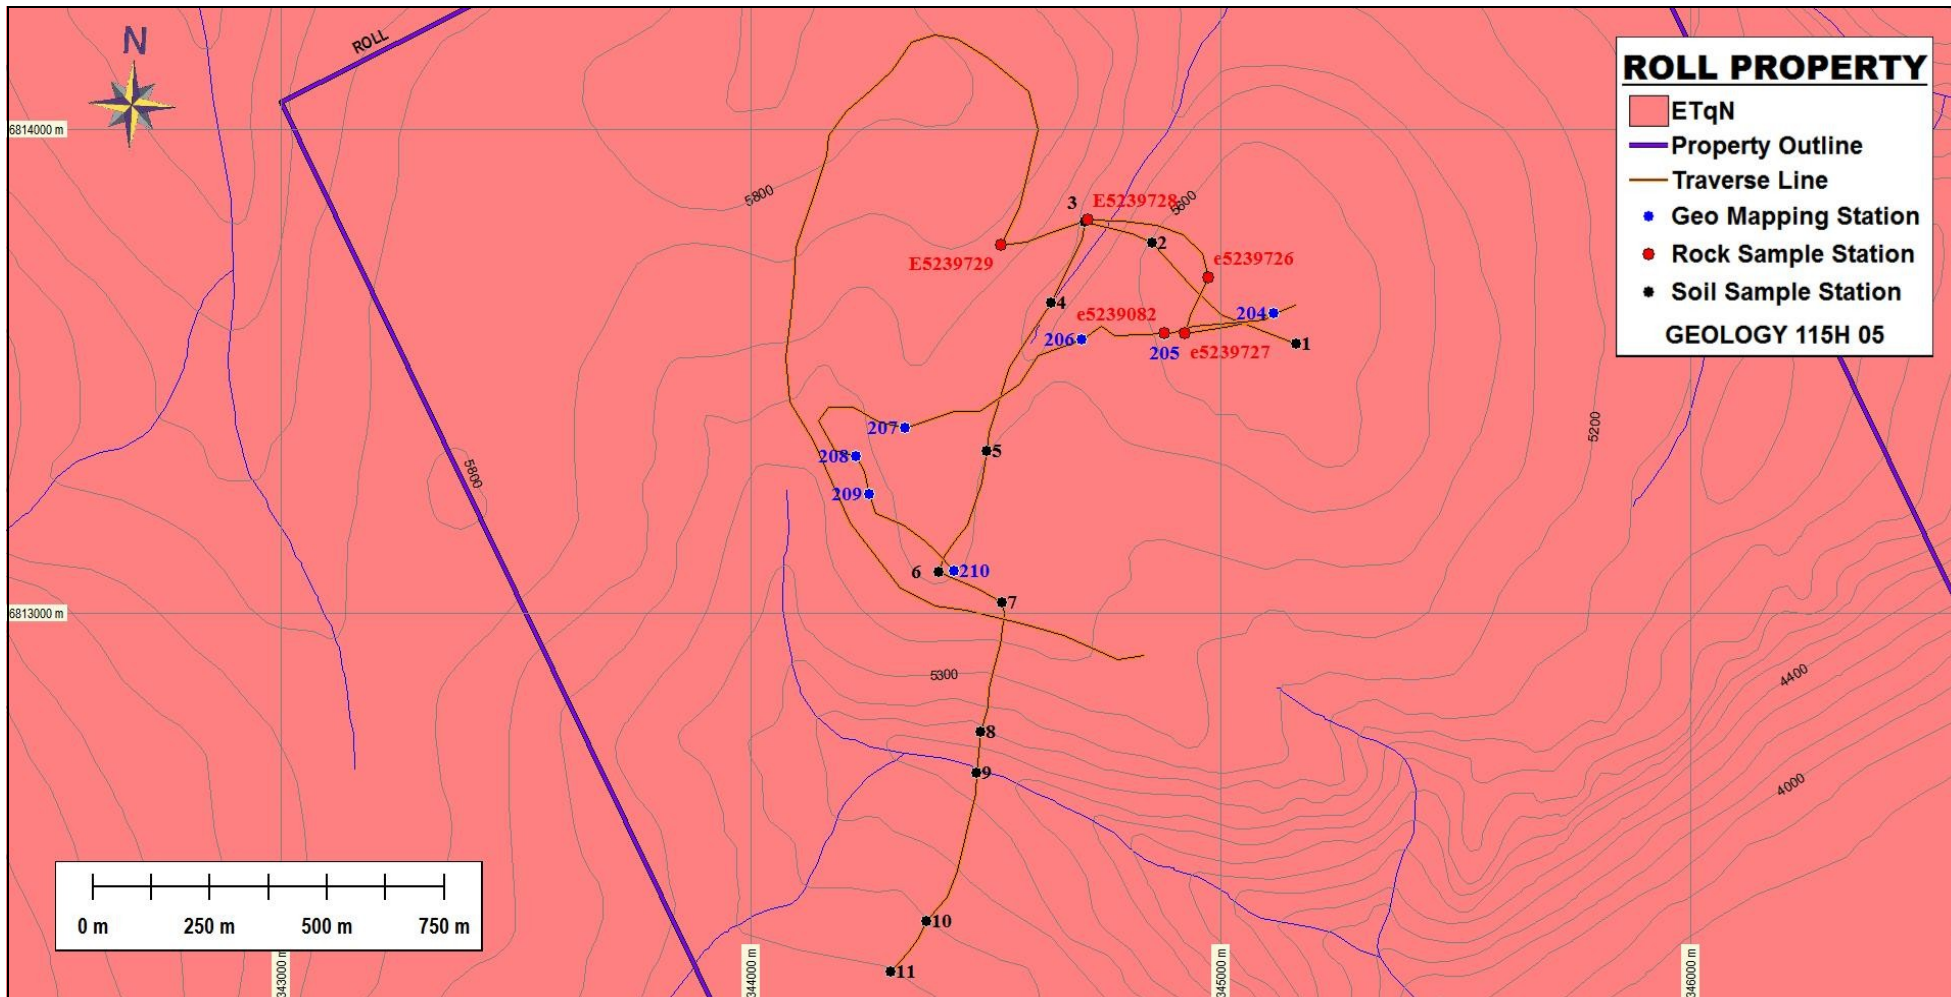 N
ROLL
ROLL PROPERTY
ETqN
Property Outline
Traverse Line
Geo Mapping Station
Rock Sample Station
Soil Sample Station
GEOLOGY 115H 05
6814000 m
5800
5600
3
E5239728
2
E5239729
e5239726
4
e5239082
204
206
205
e5239727
1
207
5200
5
208
5800
209
6
210
7
6813000 m
5300
4400
8
9
4000
0 m
250 m
500 m
750 m
10
11
343000 m
344000 m
345000 m
346000 m